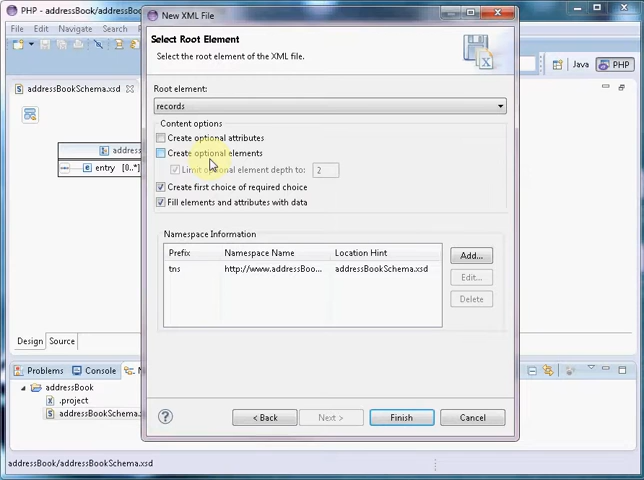 PHP - addressBook/address
New XML File
File Edit Navigate Search
Java
PHP
addressBookSchema.xsd
Select Root Element
Select the root element of the XML file.
Root element:
records
Content options
Create optional attributes
Create optional elements
Limit optional element depth to: 2
Create first choice of required choice
Fill elements and attributes with data
address
entry [0..*]
Namespace Information
Prefix Namespace Name Location Hint
tns http://www.addressBoo... addressBookSchema.xsd
Add...
Edit...
Delete
Design Source
Problems Console
addressBook
.project
addressBookSchema.xsd
< Back Next > Finish Cancel
addressBook/addressBookSchema.xsd